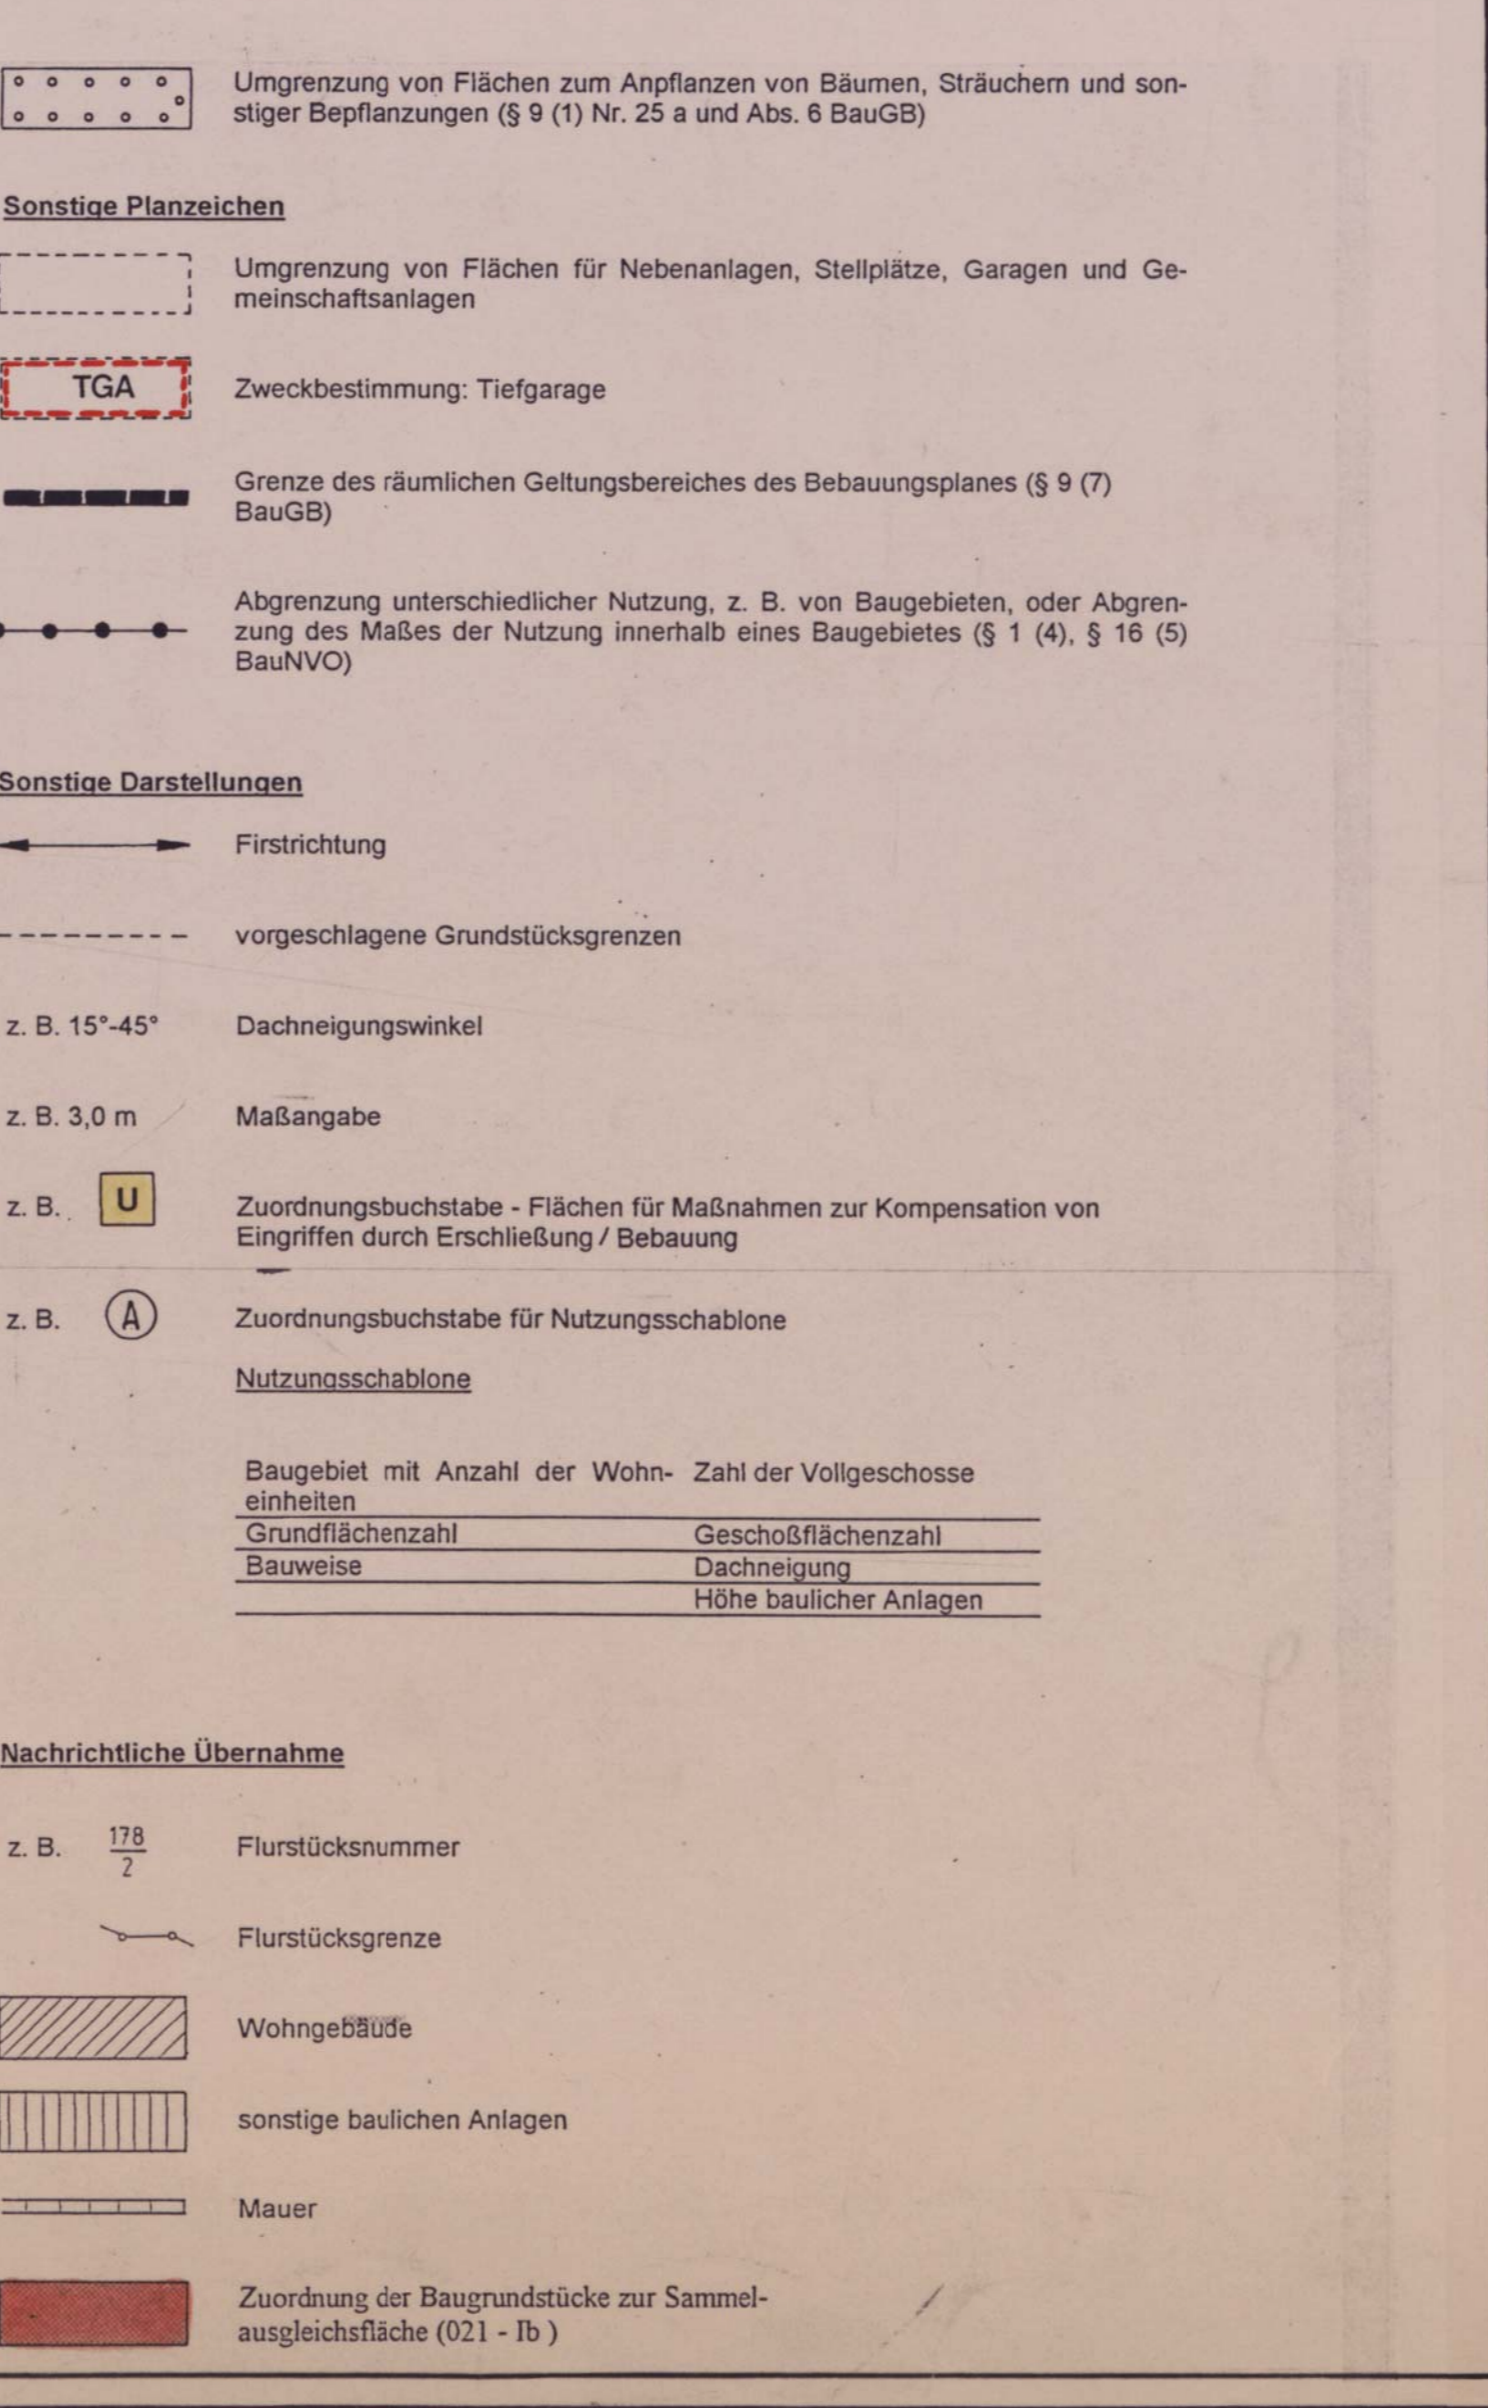 Umgrenzung von Flächen zum Anpflanzen von Bäumen, Sträuchern und son-
stiger Bepflanzungen (§ 9 (1) Nr. 25 a und Abs. 6 BauGB)
Sonstige Planzeichen
Umgrenzung von Flächen für Nebenanlagen, Stellplätze, Garagen und Ge-
meinschaftsanlagen
TGA Zweckbestimmung: Tiefgarage
Grenze des räumlichen Geltungsbereiches des Bebauungsplanes (§ 9 (7)
BauGB)
Abgrenzung unterschiedlicher Nutzung, z. B. von Baugebieten, oder Abgren-
zung des Maßes der Nutzung innerhalb eines Baugebietes (§ 1 (4), § 16 (5)
BauNVO)
Sonstige Darstellungen
Firstrichtung
vorgeschlagene Grundstücksgrenzen
z. B. 15°-45° Dachneigungswinkel
z. B. 3,0 m Maßangabe
z. B. U Zuordnungsbuchstabe - Flächen für Maßnahmen zur Kompensation von
Eingriffen durch Erschließung / Bebauung
z. B. A Zuordnungsbuchstabe für Nutzungsschablone
Nutzungsschablone
Baugebiet mit Anzahl der Wohn- Zahl der Vollgeschosse
einheiten
Grundflächenzahl Geschoßflächenzahl
Bauweise Dachneigung
Höhe baulicher Anlagen
Nachrichtliche Übernahme
z. B. 178/2 Flurstücksnummer
Flurstücksgrenze
Wohngebäude
sonstige baulichen Anlagen
Mauer
Zuordnung der Baugrundstücke zur Sammel-
ausgleichsfläche (021 - Ib )